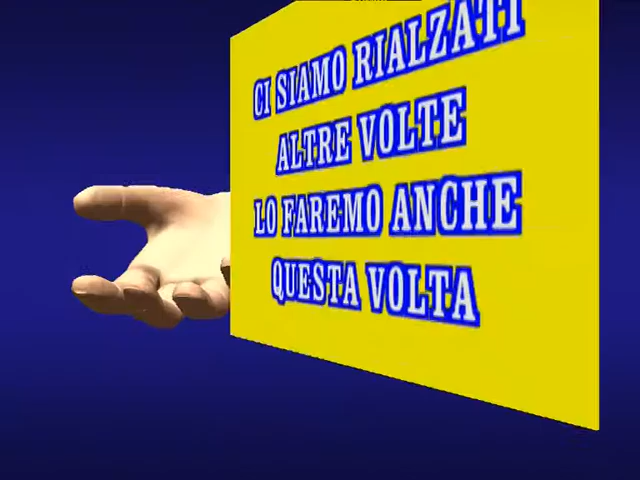 CI SIAMO RIALZATI
ALTRE VOLTE
LO FAREMO ANCHE
QUESTA VOLTA